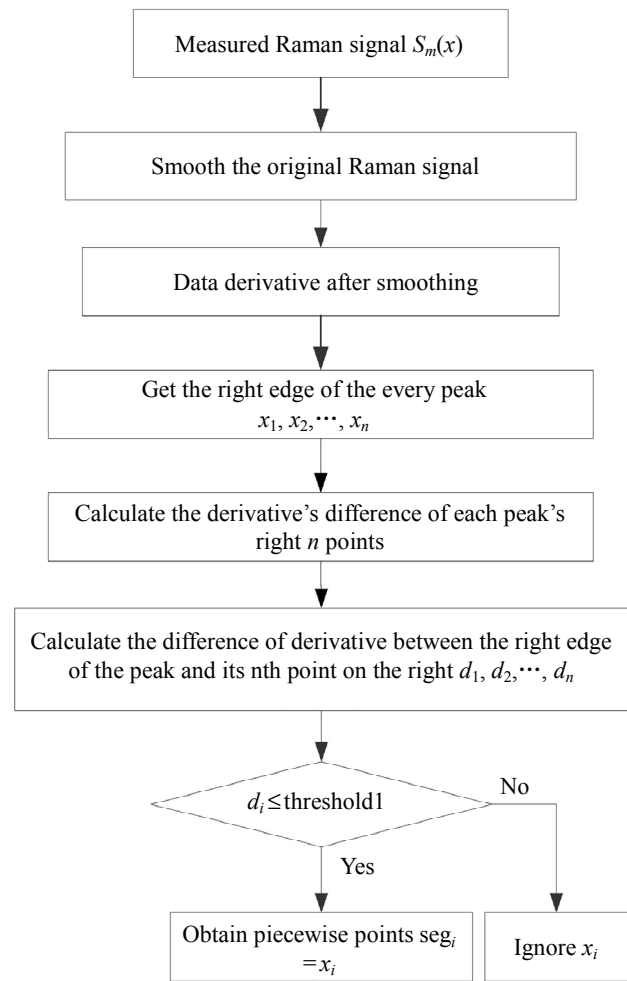 Measured Raman signal Sm(x)
Smooth the original Raman signal
Data derivative after smoothing
Get the right edge of the every peak
x1, x2,⋯, xn
Calculate the derivative’s difference of each peak’s
right n points
Calculate the difference of derivative between the right edge
of the peak and its nth point on the right d1, d2,⋯, dn
di≤threshold1
No
Yes
Obtain piecewise points segi
=xi
Ignore xi